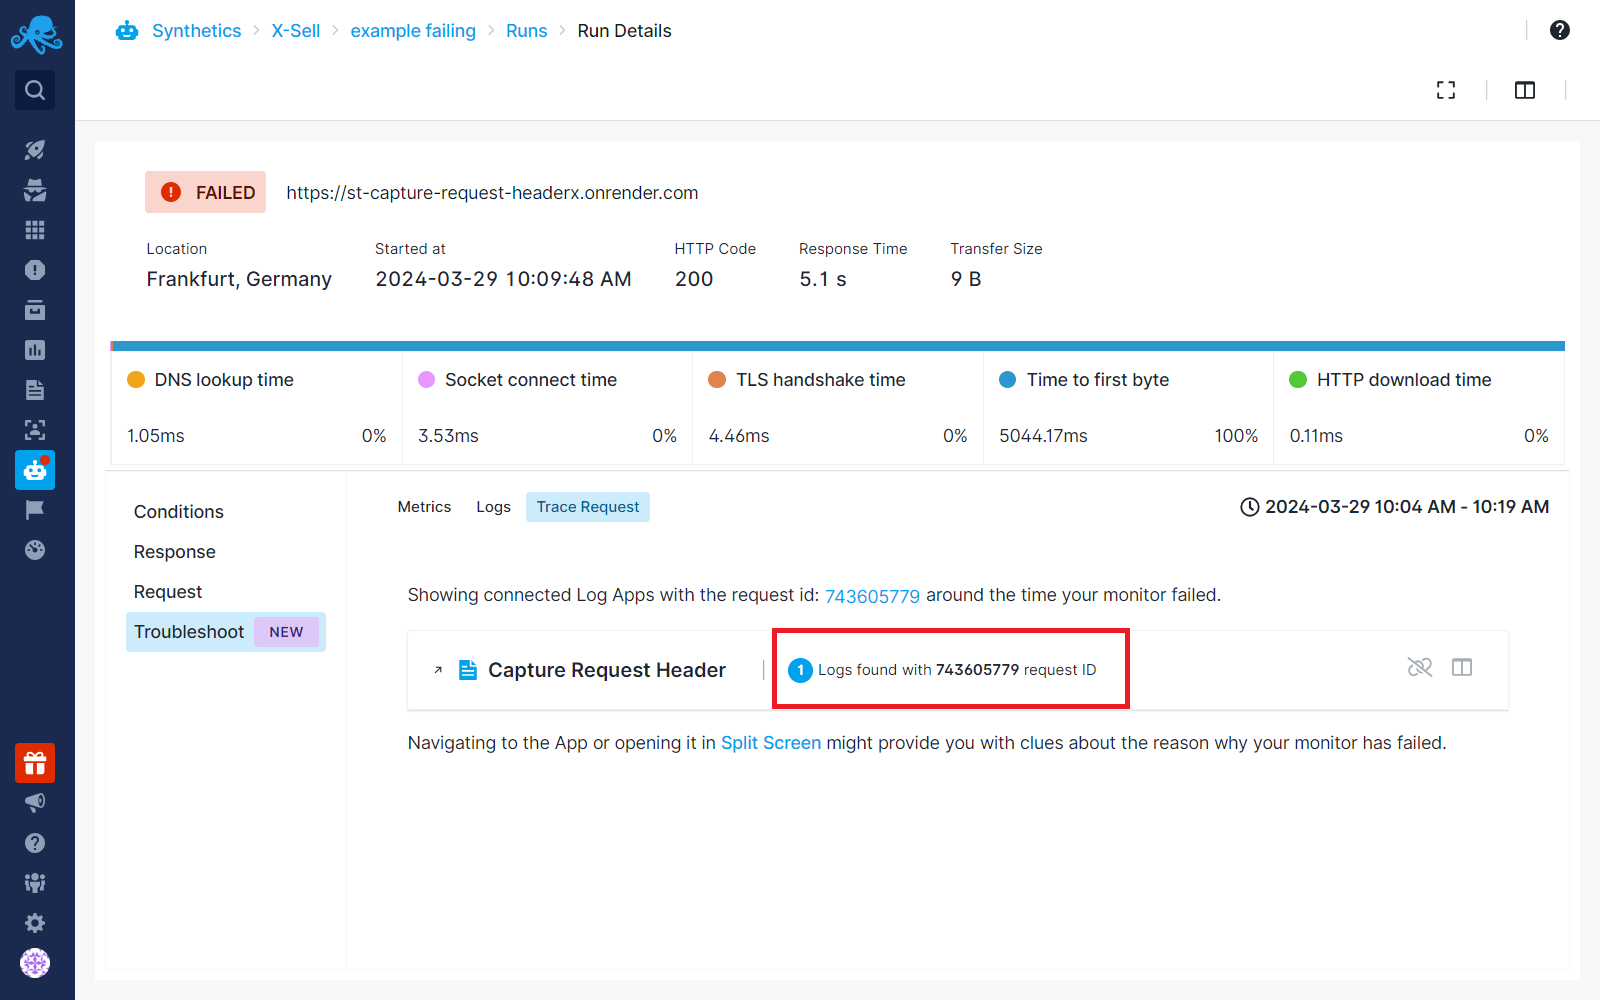 Synthetics > X-Sell > example failing > Runs > Run Details
FAILED https://st-capture-request-headerx.onrender.com
Location Started at HTTP Code Response Time Transfer Size
Frankfurt, Germany 2024-03-29 10:09:48 AM 200 5.1 s 9 B
DNS lookup time Socket connect time TLS handshake time Time to first byte HTTP download time
1.05ms 0% 3.53ms 0% 4.46ms 0% 5044.17ms 100% 0.11ms 0%
Conditions
Response
Request
Troubleshoot NEW
Metrics Logs Trace Request 2024-03-29 10:04 AM - 10:19 AM
Showing connected Log Apps with the request id: 743605779 around the time your monitor failed.
Capture Request Header | 1 Logs found with 743605779 request ID
Navigating to the App or opening it in Split Screen might provide you with clues about the reason why your monitor has failed.